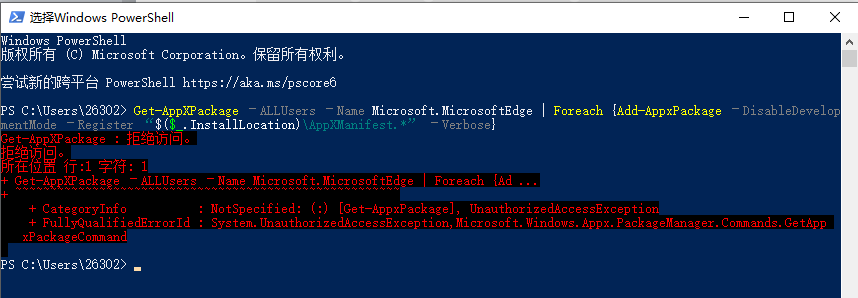 选择Windows PowerShell
Windows PowerShell
版权所有 (C) Microsoft Corporation。保留所有权利。
尝试新的跨平台 PowerShell https://aka.ms/pscore6
PS C:\Users\26302> Get-AppXPackage –ALLUsers –Name Microsoft.MicrosoftEdge | Foreach {Add-AppxPackage –DisableDevelop
mentMode –Register “$($_.InstallLocation)\AppXManifest.*” –Verbose}
Get-AppXPackage : 拒绝访问。
拒绝访问。
所在位置 行:1 字符: 1
+ Get-AppXPackage –ALLUsers –Name Microsoft.MicrosoftEdge | Foreach {Ad ...
+ ~~~~~~~~~~~~~~~~~~~~~~~~~~~~~~~~~~~~~~~~~~~~~~~~~~~~~~~
+ CategoryInfo : NotSpecified: (:) [Get-AppxPackage], UnauthorizedAccessException
+ FullyQualifiedErrorId : System.UnauthorizedAccessException,Microsoft.Windows.Appx.PackageManager.Commands.GetApp
xPackageCommand
PS C:\Users\26302>